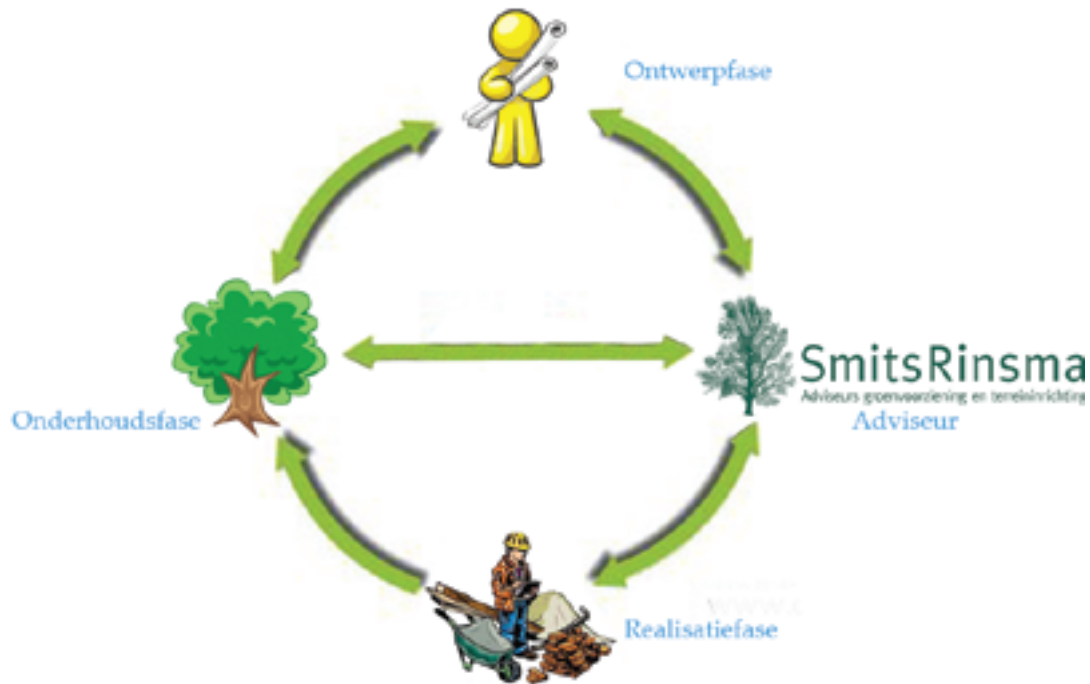 Ontwerpfase
SmitsRinsma
Adviseurs groenvoorziening en terreininrichting
Adviseur
Onderhoudsfase
Realisatiefase